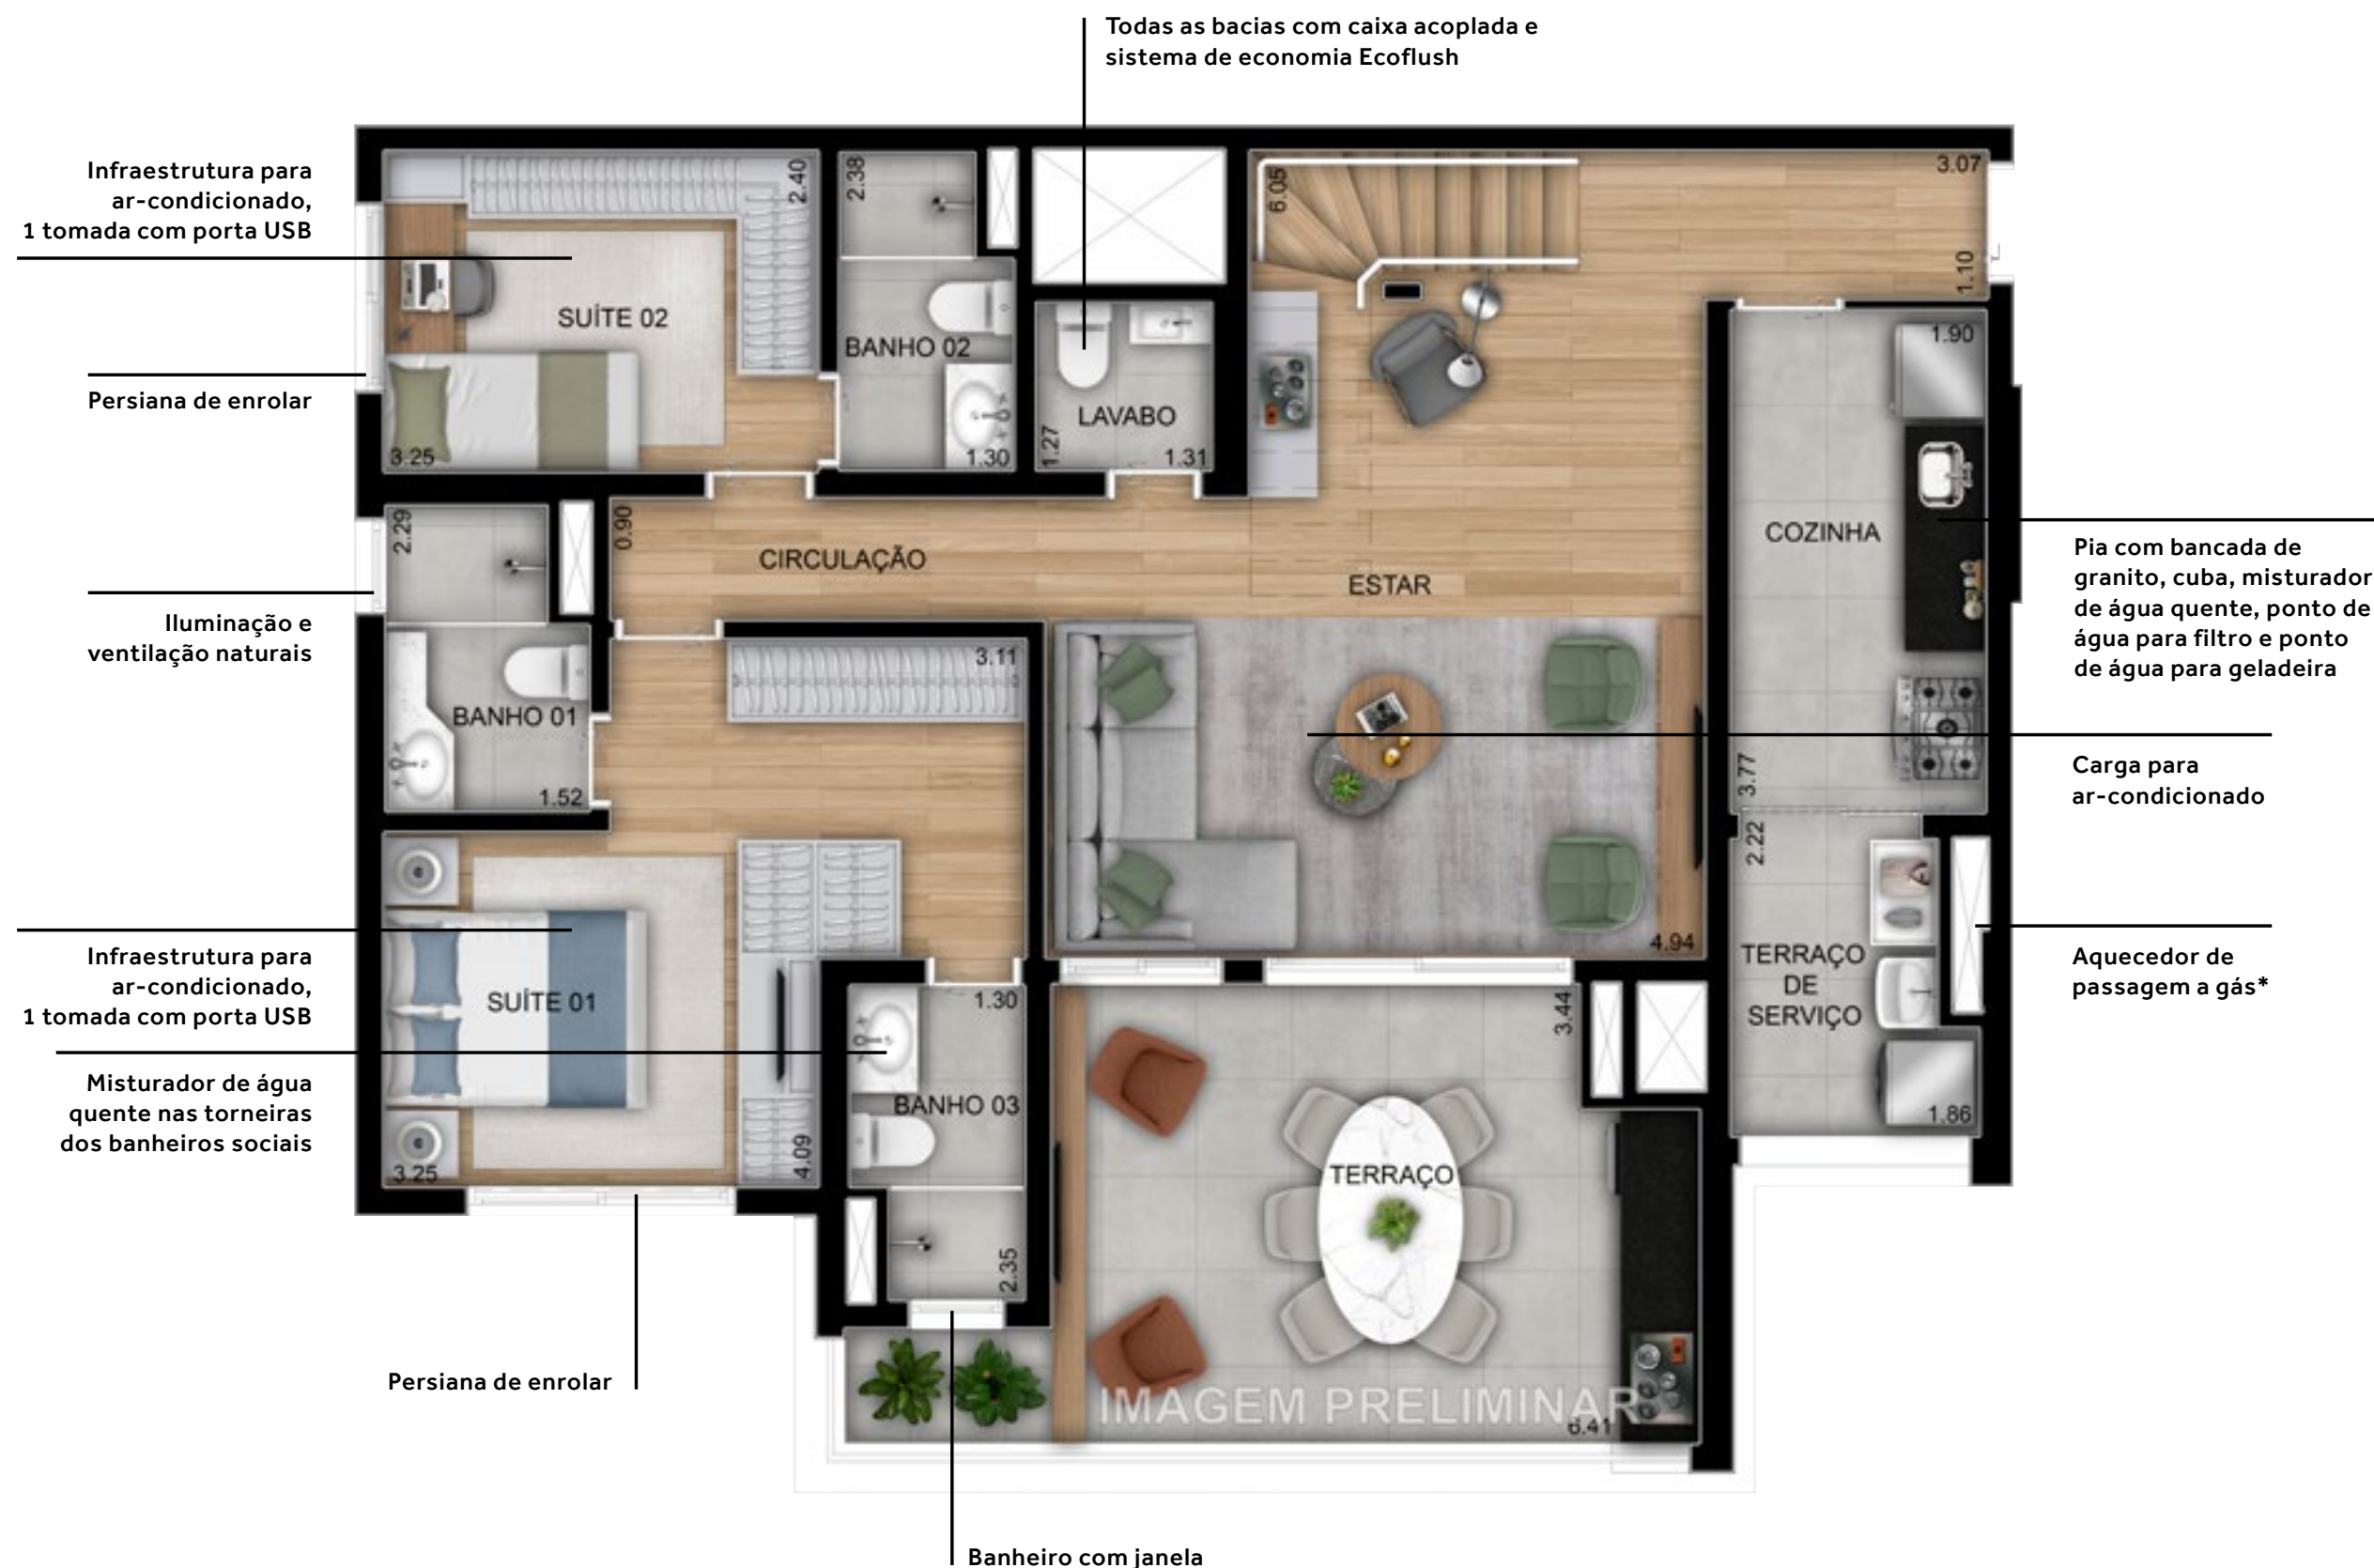 Todas as bacias com caixa acoplada e
sistema de economia Ecoflush
Infraestrutura para
ar-condicionado,
1 tomada com porta USB
Persiana de enrolar
Iluminação e
ventilação naturais
Infraestrutura para
ar-condicionado,
1 tomada com porta USB
Misturador de água
quente nas torneiras
dos banheiros sociais
Persiana de enrolar
Banheiro com janela
2.40
SUÍTE 02
3.25
2.38
BANHO 02
1.30
LAVABO
1.27
1.31
6.05
3.07
1.10
1.90
COZINHA
3.77
2.29
BANHO 01
1.52
0.90
CIRCULAÇÃO
ESTAR
4.94
3.11
SUÍTE 01
3.25
4.09
1.30
BANHO 03
2.35
3.44
TERRAÇO
6.41
IMAGEM PRELIMINAR
2.22
TERRAÇO
DE
SERVIÇO
1.86
Pia com bancada de
granito, cuba, misturador
de água quente, ponto de
água para filtro e ponto
de água para geladeira
Carga para
ar-condicionado
Aquecedor de
passagem a gás*